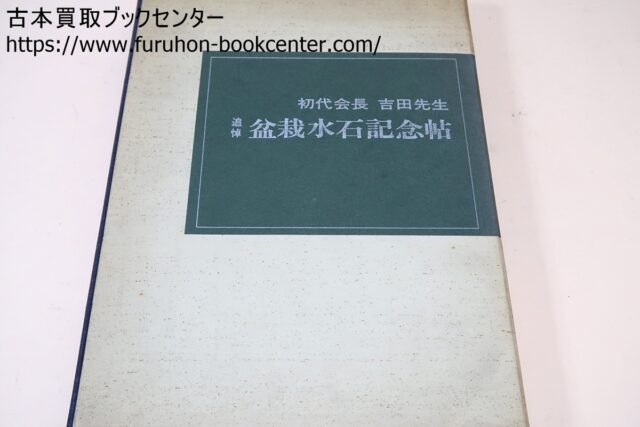 古本買取ブックセンター
https://www.furuhon-bookcenter.com/
初代会長 吉田先生
追悼 盆栽水石記念帖